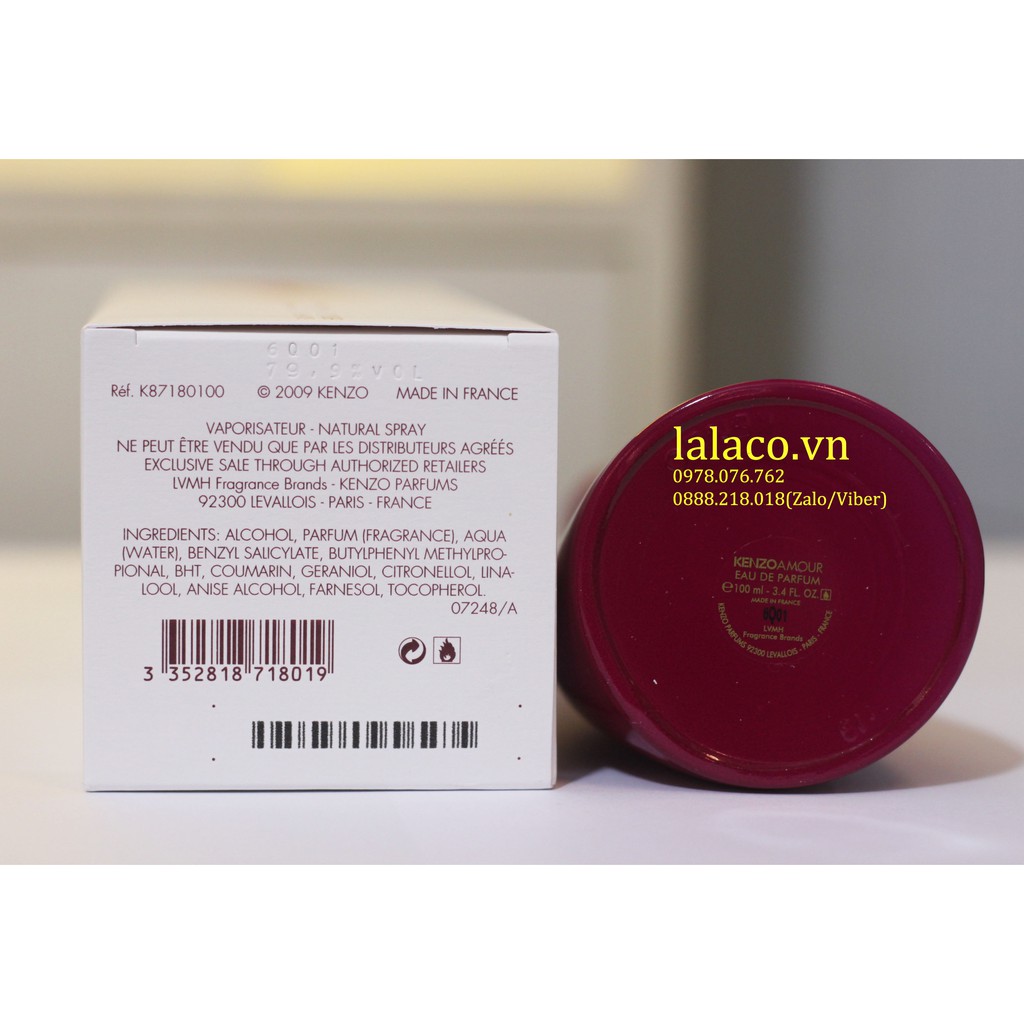 6001
79.9%VOL
Réf. K87180100 © 2009 KENZO MADE IN FRANCE
VAPORISATEUR - NATURAL SPRAY
NE PEUT ÊTRE VENDU QUE PAR LES DISTRIBUTEURS AGRÉÉS
EXCLUSIVE SALE THROUGH AUTHORIZED RETAILERS
LVMH Fragrance Brands - KENZO PARFUMS
92300 LEVALLOIS - PARIS - FRANCE
INGREDIENTS: ALCOHOL, PARFUM (FRAGRANCE), AQUA
(WATER), BENZYL SALICYLATE, BUTYLPHENYL METHYLPRO-
PIONAL, BHT, COUMARIN, GERANIOL, CITRONELLOL, LINA-
LOOL, ANISE ALCOHOL, FARNESOL, TOCOPHEROL.
07248/A
3 352818 718019
lalaco.vn
0978.076.762
0888.218.018(Zalo/Viber)
KENZOAMOUR
EAU DE PARFUM
e 100 ml - 3.4 FL. OZ.
MADE IN FRANCE
LVMH
Fragrance Brands
KENZO PARFUMS 92300 LEVALLOIS - PARIS - FRANCE